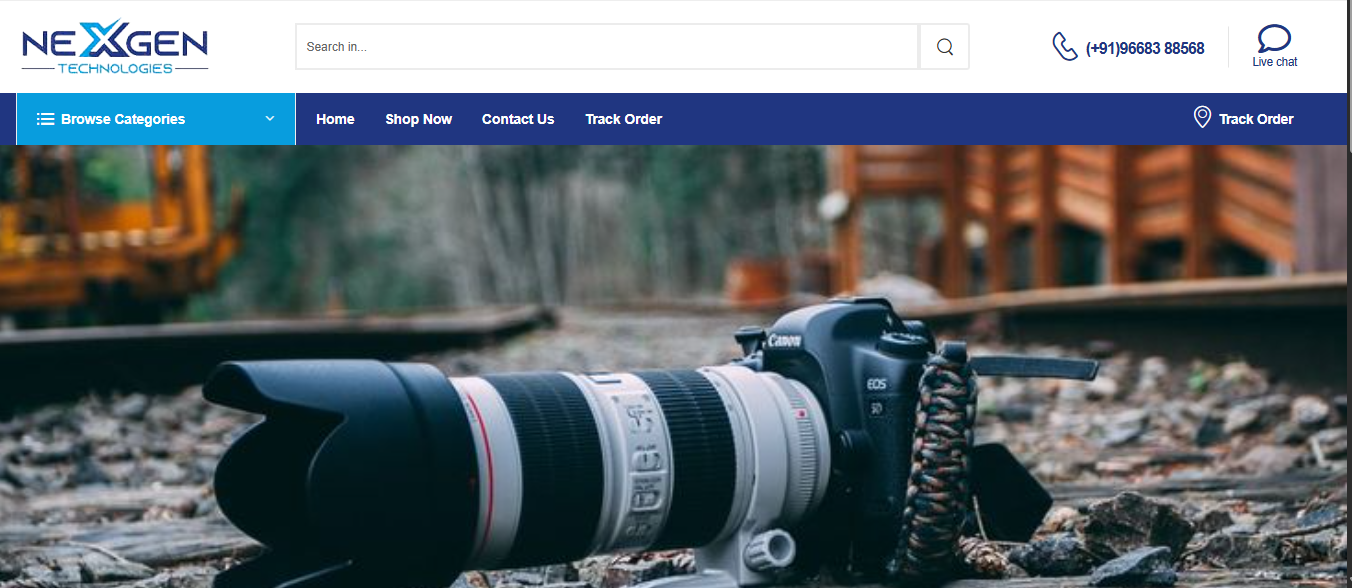 NEXGEN
TECHNOLOGIES
Search in...
(+91)96683 88568
Live chat
Browse Categories
Home
Shop Now
Contact Us
Track Order
Track Order
Canon
EOS
5D